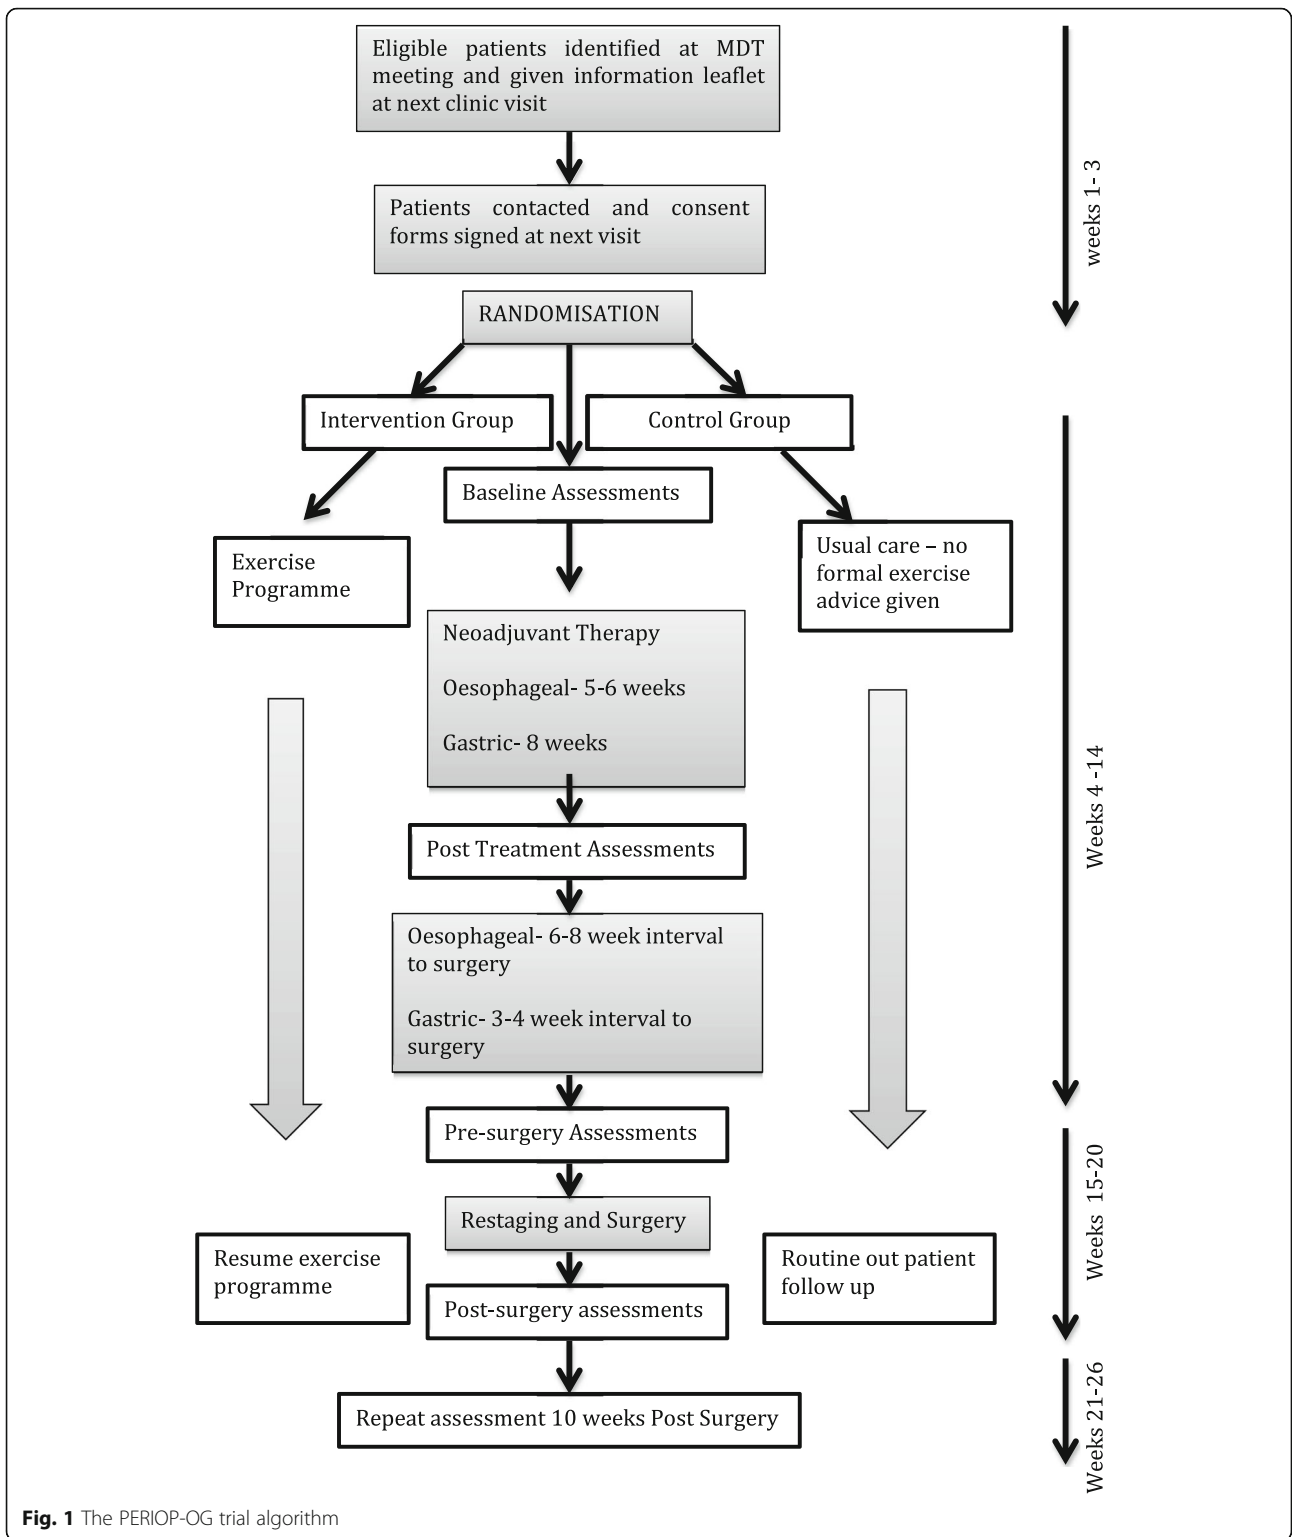 Eligible patients identified at MDT
meeting and given information leaflet
at next clinic visit
weeks 1- 3
Patients contacted and consent
forms signed at next visit
RANDOMISATION
Intervention Group
Control Group
Baseline Assessments
Exercise
Programme
Usual care – no
formal exercise
advice given
Neoadjuvant Therapy
Oesophageal- 5-6 weeks
Gastric- 8 weeks
Weeks 4 -14
Post Treatment Assessments
Oesophageal- 6-8 week interval
to surgery
Gastric- 3-4 week interval to
surgery
Pre-surgery Assessments
Weeks 15-20
Restaging and Surgery
Resume exercise
programme
Routine out patient
follow up
Post-surgery assessments
Repeat assessment 10 weeks Post Surgery
Weeks 21-26
Fig. 1 The PERIOP-OG trial algorithm